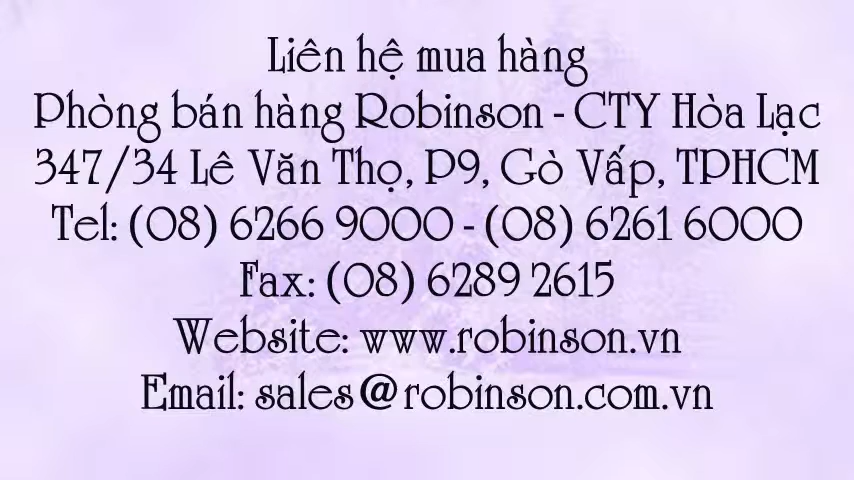 Liên hệ mua hàng
Phòng bán hàng Robinson - CTY Hòa Lạc
347/34 Lê Văn Thọ, P9, Gò Vấp, TPHCM
Tel: (08) 6266 9000 - (08) 6261 6000
Fax: (08) 6289 2615
Website: www.robinson.vn
Email: sales@robinson.com.vn